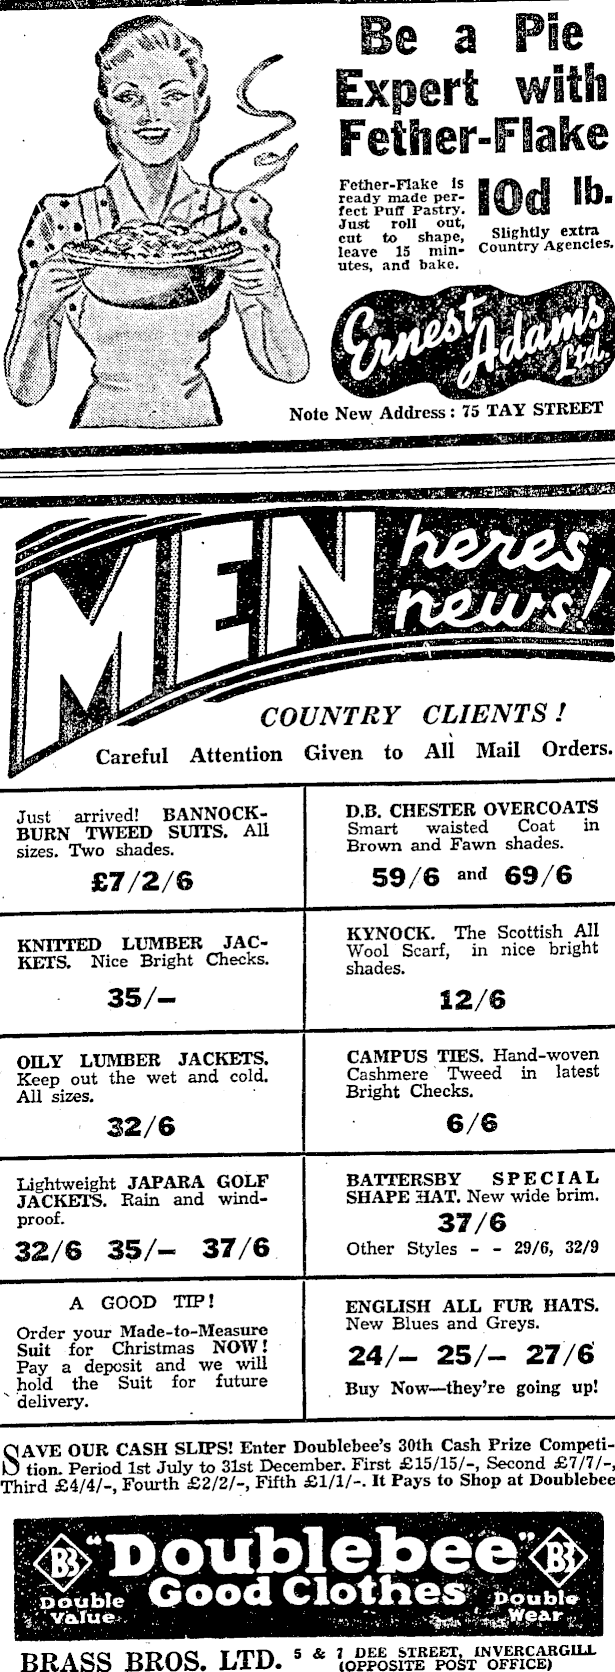 Be a Pie
Expert with
Fether-Flake
Fether-Flake is
ready made per-
fect Puff Pastry.
Just roll out,
cut to shape,
leave 15 min-
utes, and bake.
10d lb.
Slightly extra
Country Agencies.
Ernest
Adams
Ltd.
Note New Address: 75 TAY STREET
MEN heres
news!
COUNTRY CLIENTS!
Careful Attention Given to All Mail Orders.
Just arrived! BANNOCK-
BURN TWEED SUITS. All
sizes. Two shades.
£7/2/6
D.B. CHESTER OVERCOATS
Smart waisted Coat in
Brown and Fawn shades.
59/6 and 69/6
KNITTED LUMBER JAC-
KETS. Nice Bright Checks.
35/-
KYNOCK. The Scottish All
Wool Scarf, in nice bright
shades.
12/6
OILY LUMBER JACKETS.
Keep out the wet and cold.
All sizes.
32/6
CAMPUS TIES. Hand-woven
Cashmere Tweed in latest
Bright Checks.
6/6
Lightweight JAPARA GOLF
JACKETS. Rain and wind-
proof.
32/6 35/- 37/6
BATTERSBY SPECIAL
SHAPE HAT. New wide brim.
37/6
Other Styles - - 29/6, 32/9
A GOOD TIP!
Order your Made-to-Measure
Suit for Christmas NOW!
Pay a deposit and we will
hold the Suit for future
delivery.
ENGLISH ALL FUR HATS.
New Blues and Greys.
24/- 25/- 27/6
Buy Now—they're going up!
SAVE OUR CASH SLIPS! Enter Doublebee's 30th Cash Prize Competi-
tion. Period 1st July to 31st December. First £15/15/-, Second £7/7/-,
Third £4/4/-, Fourth £2/2/-, Fifth £1/1/-. It Pays to Shop at Doublebee
"Doublebee"
Good Clothes
BB
Double
Value
BB
Double
Wear
BRASS BROS. LTD. 5 & 7 DEE STREET, INVERCARGILL
(OPPOSITE POST OFFICE)